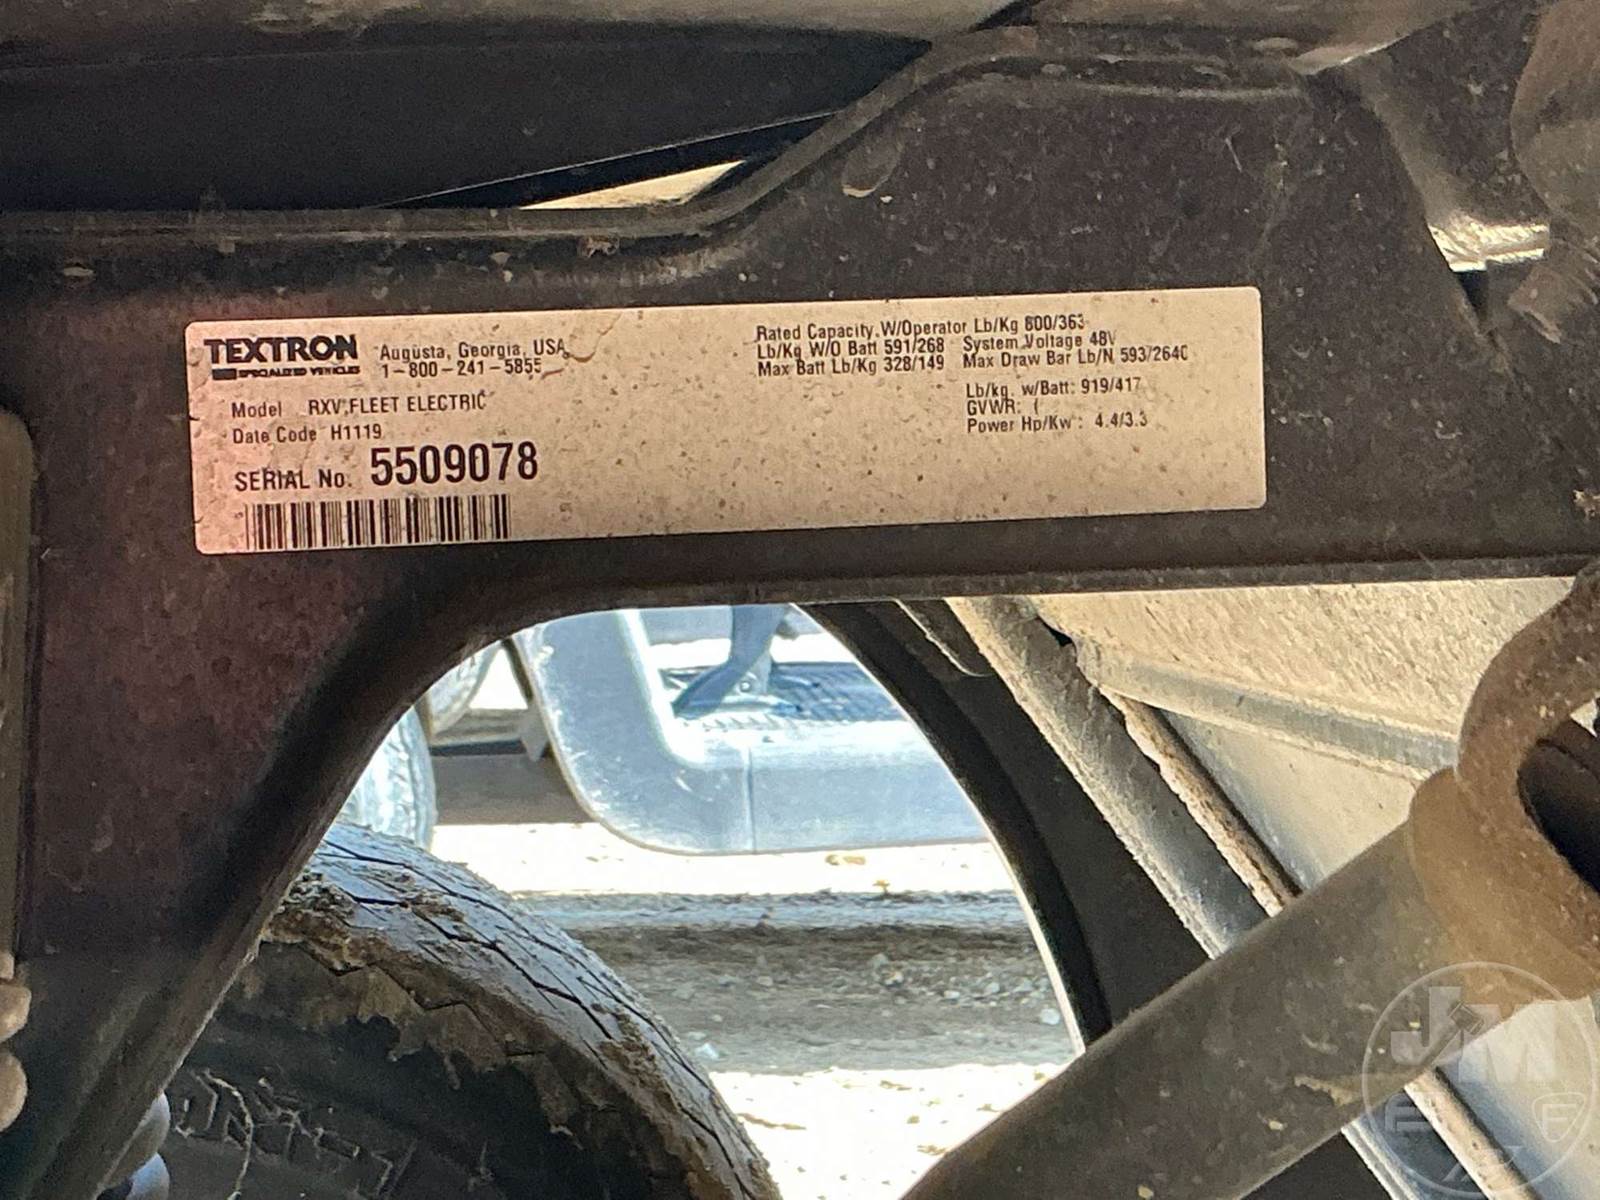 TEXTRON
SPECIALIZED VEHICLES
Augusta, Georgia, USA
1-800-241-5855
Model RXV FLEET ELECTRIC
Date Code H1119
SERIAL No. 5509078
Rated Capacity W/Operator Lb/Kg 800/363
Lb/Kg W/O Batt 591/268 System Voltage 48V
Max Batt Lb/Kg 328/149 Max Draw Bar Lb/N 593/2640
Lb/kg. w/Batt: 919/417
GVWR: (
Power Hp/Kw : 4.4/3.3
JM